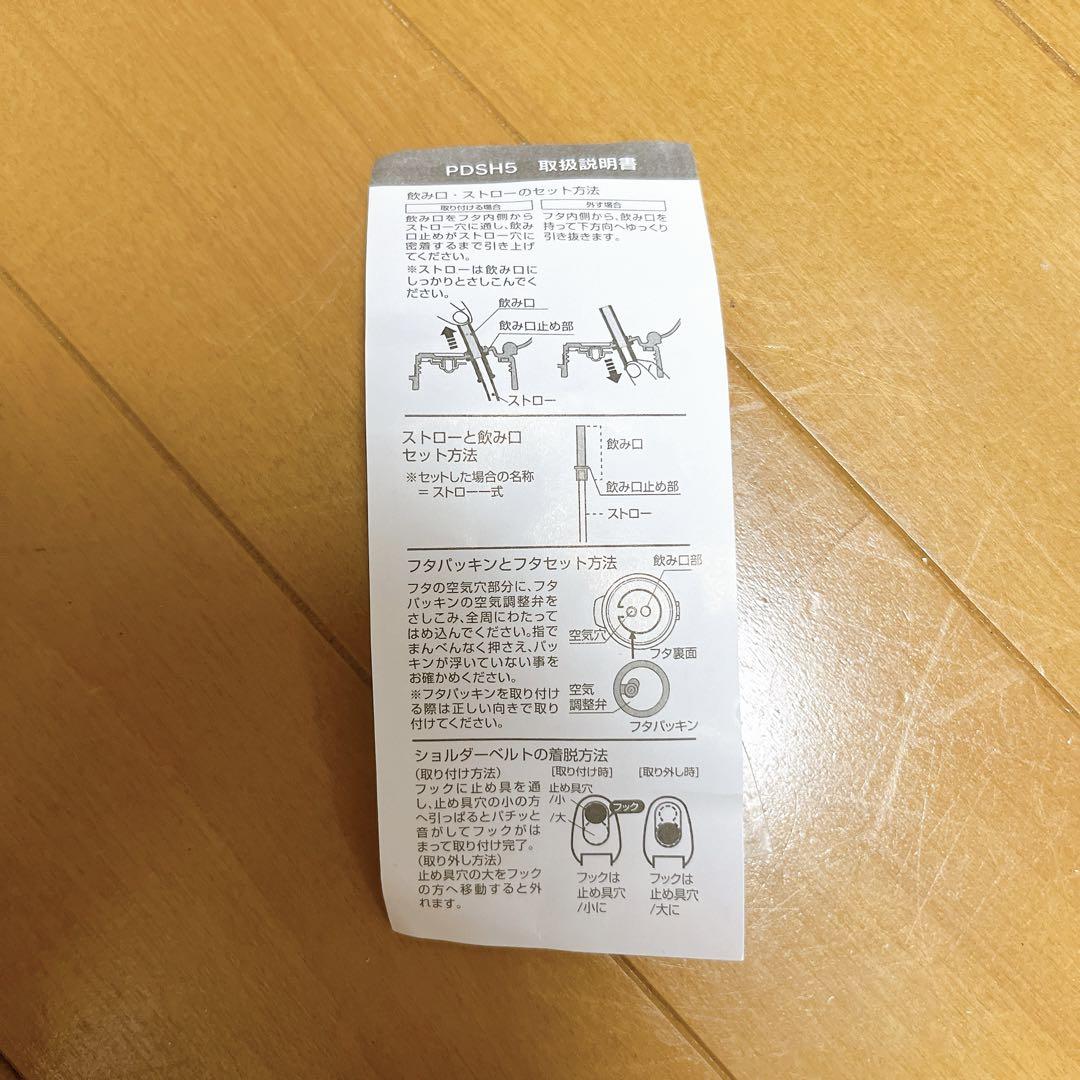 PDSH5 取扱説明書
飲み口・ストローのセット方法
取り付ける場合
飲み口をフタ内側から
ストロー穴に通し、飲み
口止めがストロー穴に
密着するまで引き上げ
てください。
※ストローは飲み口に
しっかりとさしこんでく
ださい。
外す場合
フタ内側から、飲み口を
持って下方向へゆっくり
引き抜きます。
飲み口
飲み口止め部
ストロー
ストローと飲み口
セット方法
※セットした場合の名称
＝ストロー一式
飲み口
飲み口止め部
ストロー
フタパッキンとフタセット方法
フタの空気穴部分に、フタ
パッキンの空気調整弁を
さしこみ、全周にわたって
はめ込んでください。指で
まんべんなく押さえ、パッ
キンが浮いていない事を
お確かめください。
※フタパッキンを取り付け
る際は正しい向きで取り
付けてください。
飲み口部
空気穴
フタ裏面
空気
調整弁
フタパッキン
ショルダーベルトの着脱方法
(取り付け方法)
フックに止め具を通
し、止め具穴の小の方
へ引っぱるとパチッと
音がしてフックがは
まって取り付け完了。
(取り外し方法)
止め具穴の大をフック
の方へ移動すると外
れます。
[取り付け時]
止め具穴
/小
/大
フック
フックは
止め具穴
/小に
[取り外し時]
フックは
止め具穴
/大に